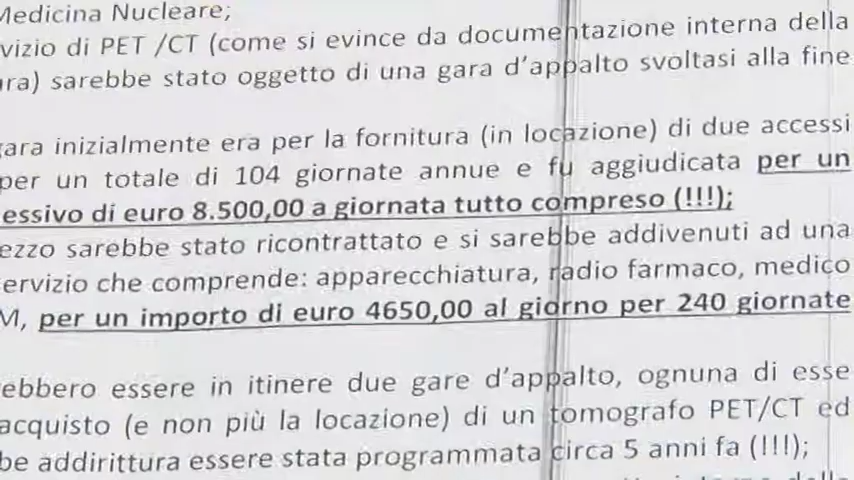 Medicina Nucleare;
vizio di PET /CT (come si evince da documentazione interna della
ara) sarebbe stato oggetto di una gara d'appalto svoltasi alla fine
gara inizialmente era per la fornitura (in locazione) di due accessi
per un totale di 104 giornate annue e fu aggiudicata per un
essivo di euro 8.500,00 a giornata tutto compreso (!!!);
ezzo sarebbe stato ricontrattato e si sarebbe addivenuti ad una
ervizio che comprende: apparecchiatura, radio farmaco, medico
M, per un importo di euro 4650,00 al giorno per 240 giornate
ebbero essere in itinere due gare d'appalto, ognuna di esse
acquisto (e non più la locazione) di un tomografo PET/CT ed
be addirittura essere stata programmata circa 5 anni fa (!!!);